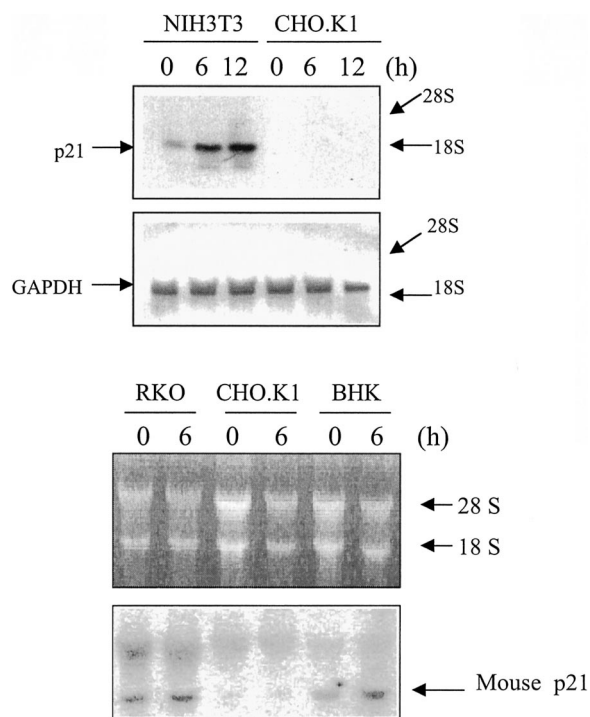 NIH3T3 CHO.K1
0 6 12 0 6 12 (h)
28S
p21 18S
28S
GAPDH 18S
RKO CHO.K1 BHK
0 6 0 6 0 6 (h)
28 S
18 S
Mouse p21